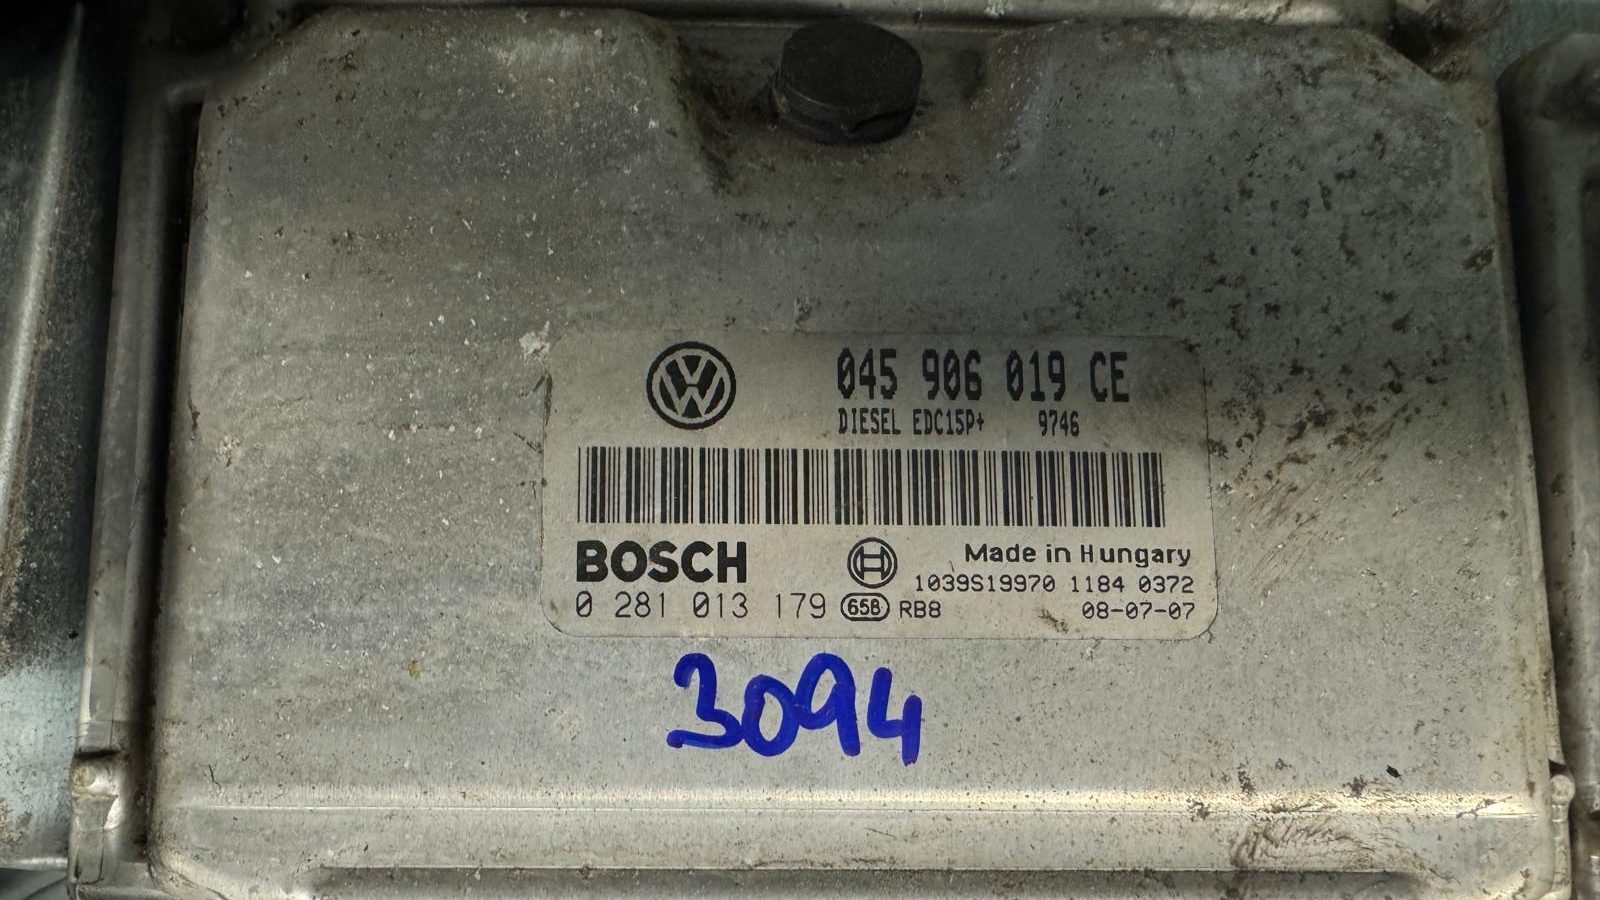 045 906 019 CE
DIESEL EDC15P+ 9746
BOSCH
Made in Hungary
1039S19970 1184 0372
0 281 013 179 658 RB8 08-07-07
3094